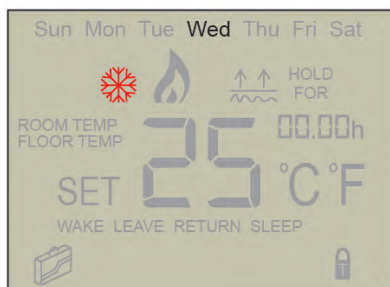 Sun Mon Tue Wed Thu Fri Sat
HOLD
FOR
ROOM TEMP
FLOOR TEMP
00.00h
25
SET
°C °F
WAKE LEAVE RETURN SLEEP